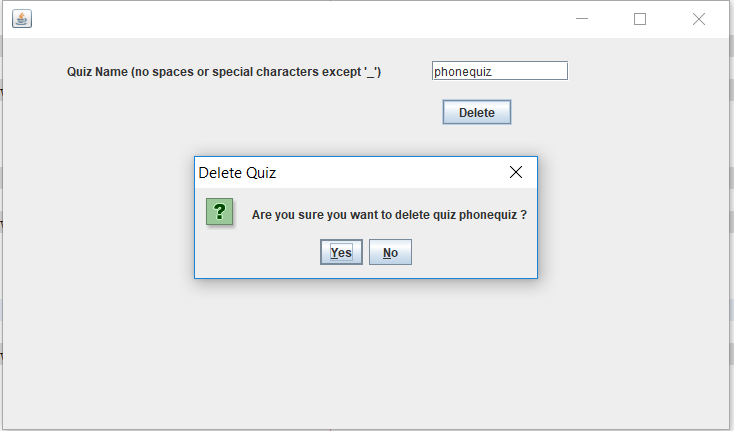 Quiz Name (no spaces or special characters except '_')
phonequiz
Delete
Delete Quiz
?
Are you sure you want to delete quiz phonequiz ?
Yes
No